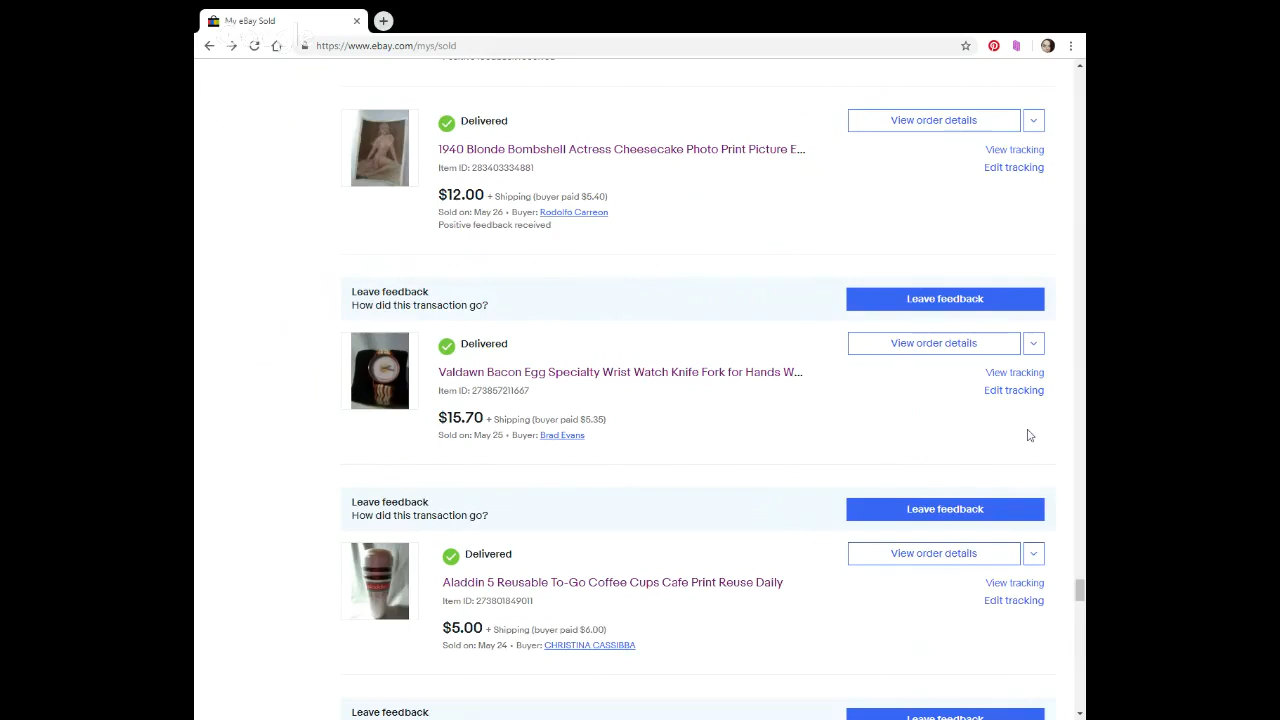 My eBay Sold
https://www.ebay.com/mys/sold
Delivered
View order details
1940 Blonde Bombshell Actress Cheesecake Photo Print Picture E...
View tracking
Item ID: 283403334881
Edit tracking
$12.00 + Shipping (buyer paid $5.40)
Sold on: May 26 • Buyer: Rodolfo Carreon
Positive feedback received
Leave feedback
How did this transaction go?
Leave feedback
Delivered
View order details
Valdawn Bacon Egg Specialty Wrist Watch Knife Fork for Hands W...
View tracking
Item ID: 273857211667
Edit tracking
$15.70 + Shipping (buyer paid $5.35)
Sold on: May 25 • Buyer: Brad Evans
Leave feedback
How did this transaction go?
Leave feedback
Delivered
View order details
Aladdin 5 Reusable To-Go Coffee Cups Cafe Print Reuse Daily
View tracking
Item ID: 273801849011
Edit tracking
$5.00 + Shipping (buyer paid $6.00)
Sold on: May 24 • Buyer: CHRISTINA CASSIBBA
Leave feedback
Leave feedback